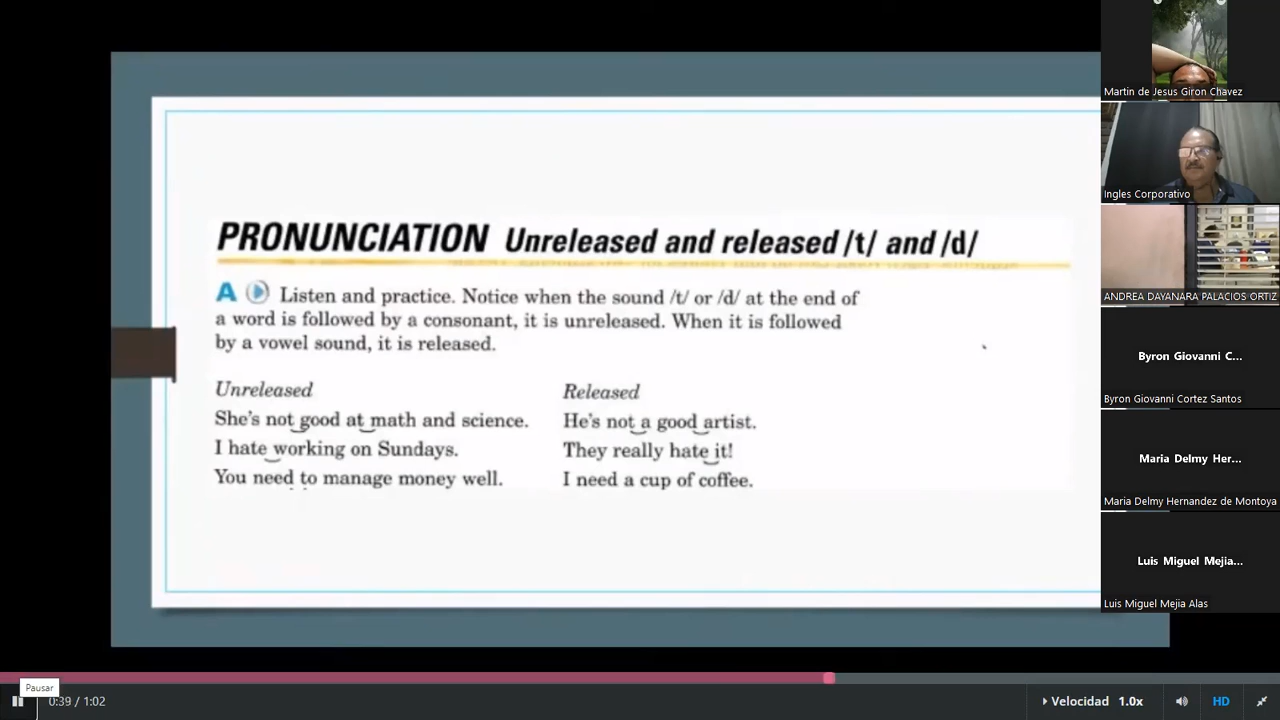 PRONUNCIATION Unreleased and released /t/ and /d/
A Listen and practice. Notice when the sound /t/ or /d/ at the end of
a word is followed by a consonant, it is unreleased. When it is followed
by a vowel sound, it is released.
Unreleased
She's not good at math and science.
I hate working on Sundays.
You need to manage money well.
Released
He's not a good artist.
They really hate it!
I need a cup of coffee.
Martin de Jesus Giron Chavez
Ingles Corporativo
ANDREA DAYANARA PALACIOS ORTIZ
Byron Giovanni C...
Byron Giovanni Cortez Santos
Maria Delmy Her...
Maria Delmy Hernandez de Montoya
Luis Miguel Mejia...
Luis Miguel Mejia Alas
Pausar
0:39 / 1:02
Velocidad 1.0x
HD